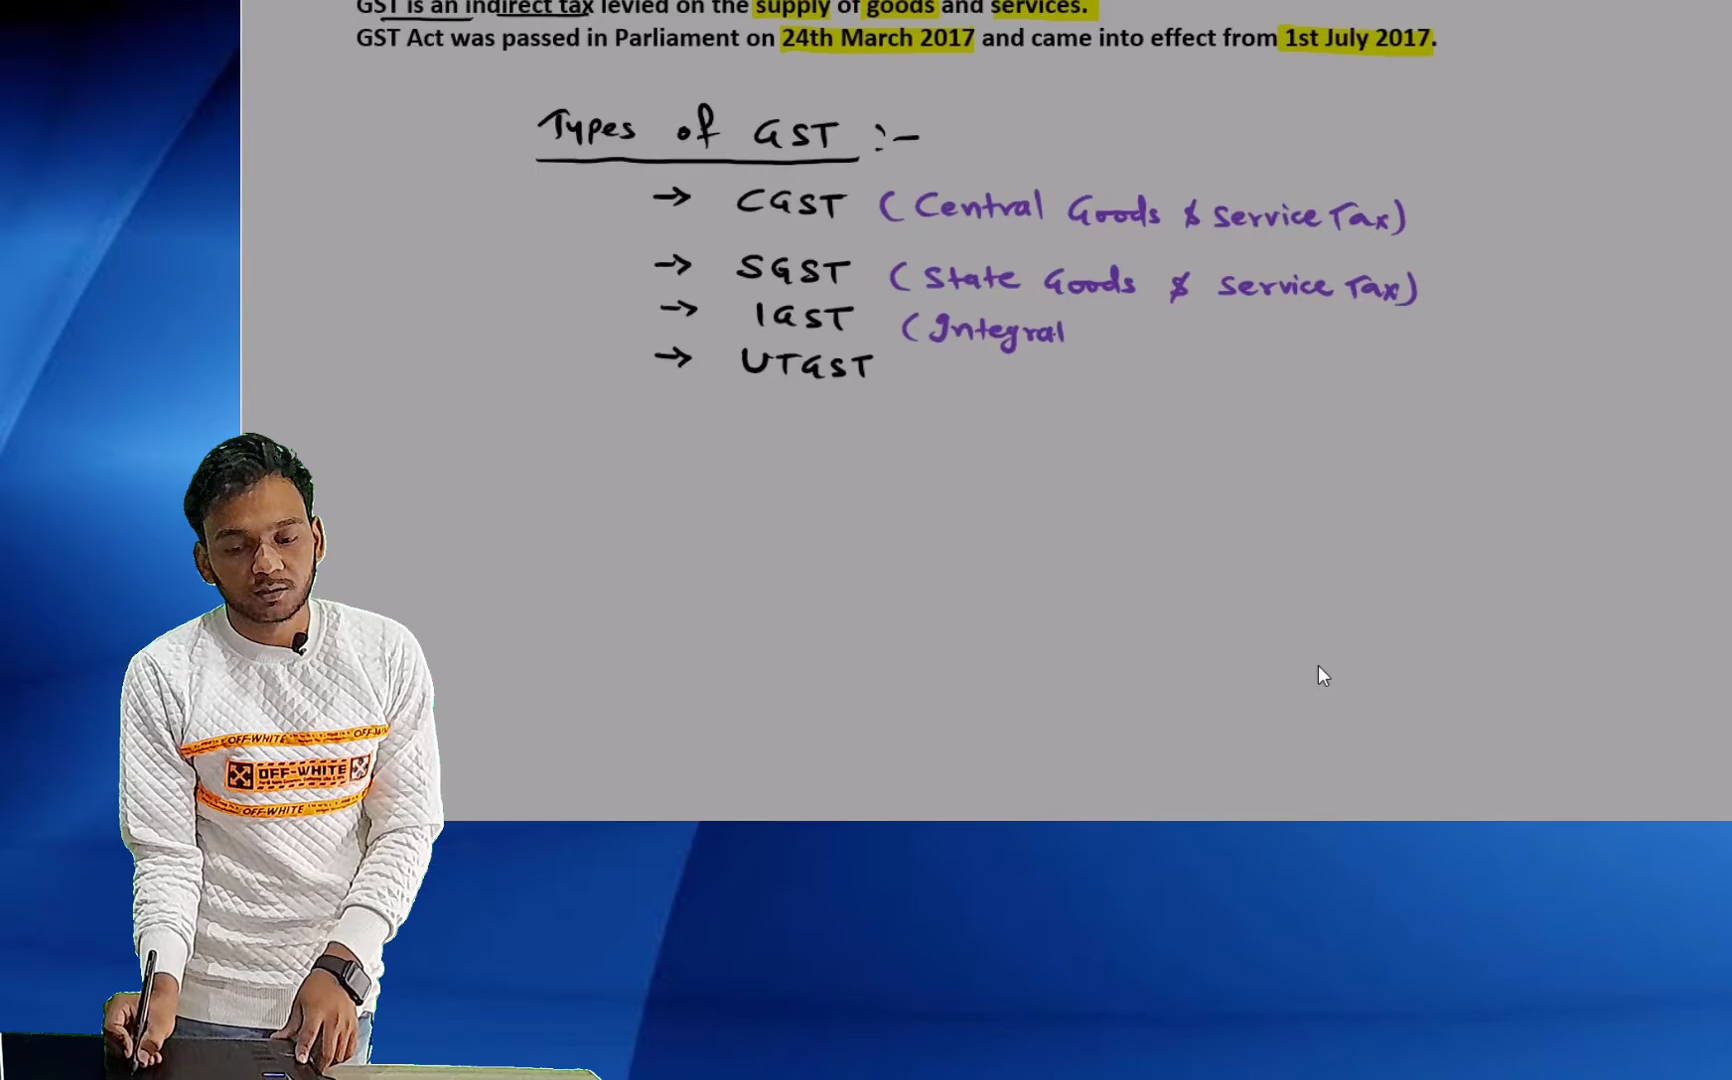 GST is an indirect tax levied on the supply of goods and services.
GST Act was passed in Parliament on 24th March 2017 and came into effect from 1st July 2017.
Types of GST :-
→ CGST (Central Goods & Service Tax)
→ SGST (State Goods & Service Tax)
→ IGST (Integral
→ UTGST
OFF-WHITE
OFF-WHITE
OFF-WHITE